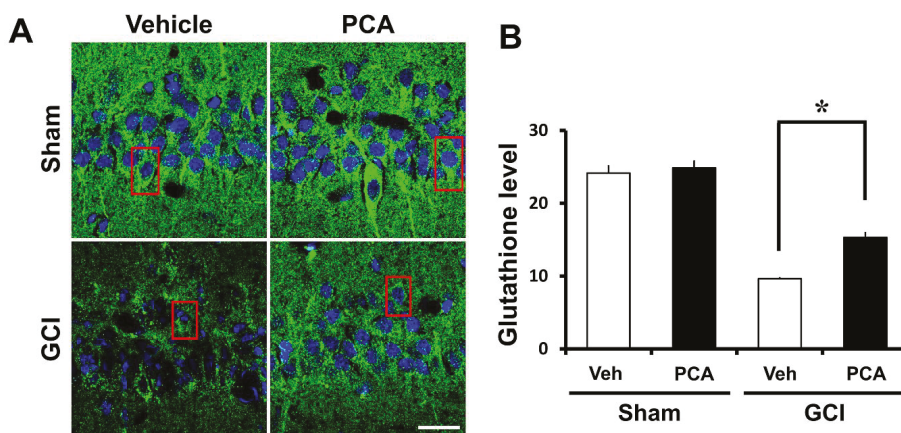 A
Vehicle
PCA
Sham
GCI
B
*
Glutathione level
30
20
10
0
Veh
PCA
Veh
PCA
Sham
GCI